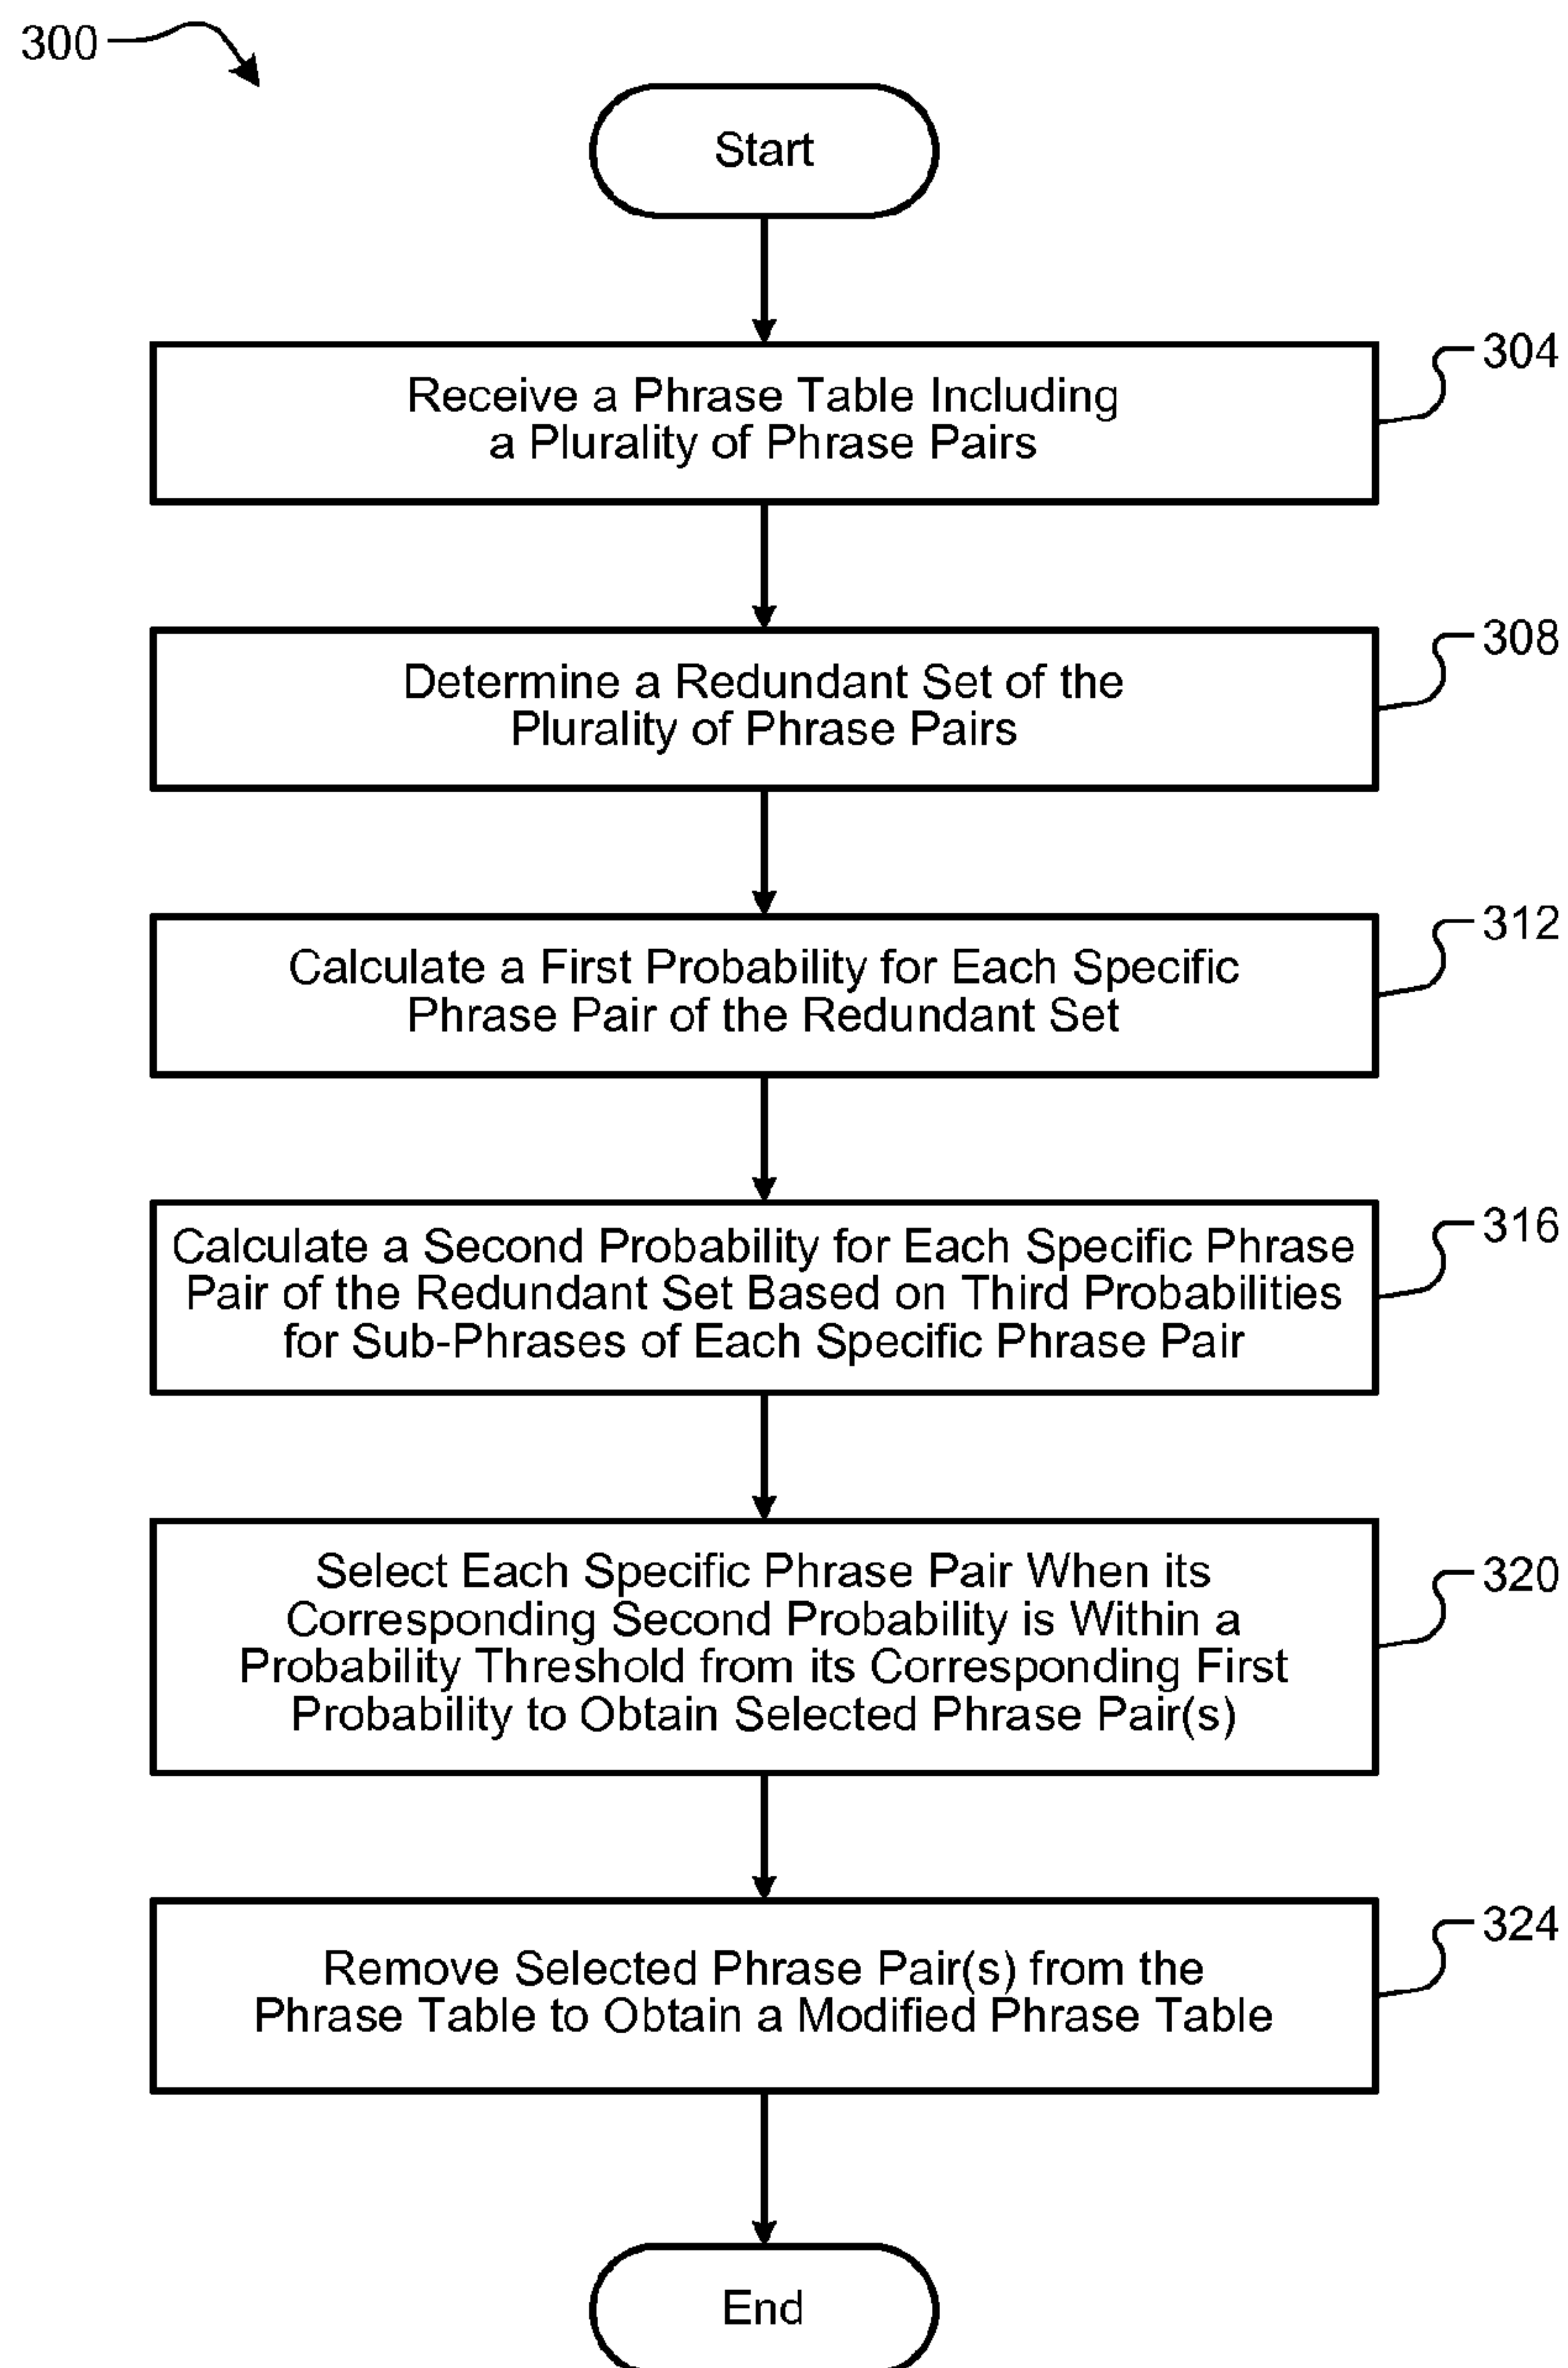 300
Start
Receive a Phrase Table Including
a Plurality of Phrase Pairs
304
Determine a Redundant Set of the
Plurality of Phrase Pairs
308
Calculate a First Probability for Each Specific
Phrase Pair of the Redundant Set
312
Calculate a Second Probability for Each Specific Phrase
Pair of the Redundant Set Based on Third Probabilities
for Sub-Phrases of Each Specific Phrase Pair
316
Select Each Specific Phrase Pair When its
Corresponding Second Probability is Within a
Probability Threshold from its Corresponding First
Probability to Obtain Selected Phrase Pair(s)
320
Remove Selected Phrase Pair(s) from the
Phrase Table to Obtain a Modified Phrase Table
324
End